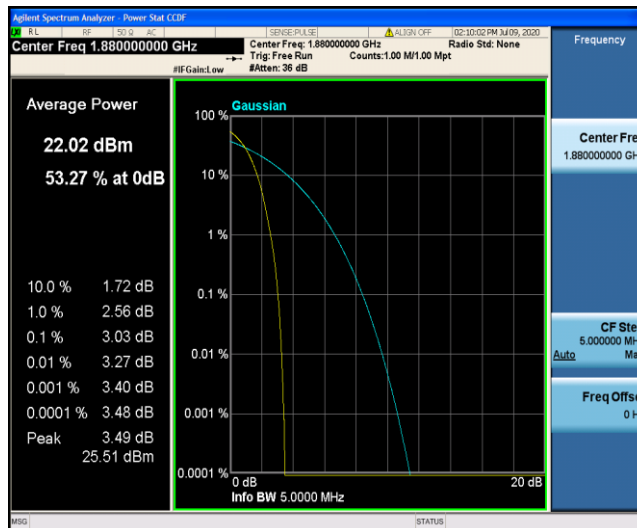 Agilent Spectrum Analyzer - Power Stat CCDF
RL RF 50 Ω AC SENSE:PULSE ALIGN OFF 02:10:02 PM Jul 09, 2020
Center Freq 1.880000000 GHz
Center Freq: 1.880000000 GHz Radio Std: None
Trig: Free Run Counts:1.00 M/1.00 Mpt
#IFGain:Low #Atten: 36 dB
Frequency
Average Power
22.02 dBm
53.27 % at 0dB
10.0 % 1.72 dB
1.0 % 2.56 dB
0.1 % 3.03 dB
0.01 % 3.27 dB
0.001 % 3.40 dB
0.0001 % 3.48 dB
Peak 3.49 dB
25.51 dBm
Gaussian
100 %
10 %
1 %
0.1 %
0.01 %
0.001 %
0.0001 %
0 dB 20 dB
Info BW 5.0000 MHz
Center Fre
1.880000000 GH
CF Ste
5.000000 MH
Auto Ma
Freq Offse
0 H
MSG STATUS